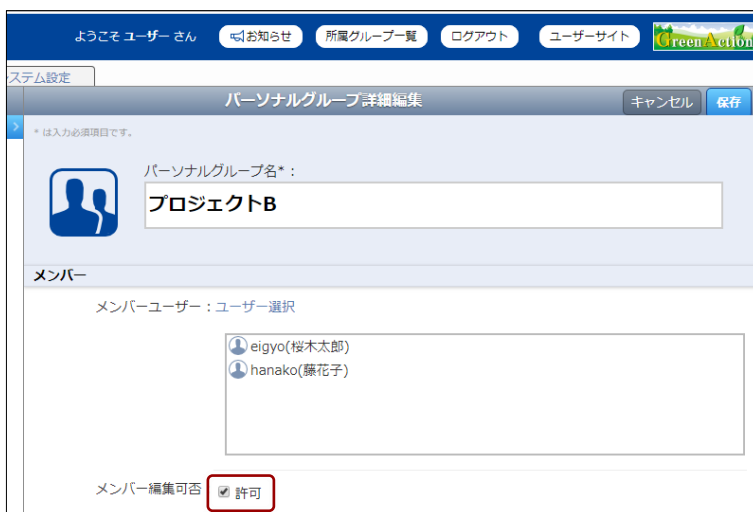 ようこそ ユーザー さん お知らせ 所属グループ一覧 ログアウト ユーザーサイト Green Action
ステム設定
パーソナルグループ詳細編集 キャンセル 保存
* は入力必須項目です。
パーソナルグループ名*：
プロジェクトB
メンバー
メンバーユーザー：ユーザー選択
eigyo(桜木太郎)
hanako(藤花子)
メンバー編集可否 許可